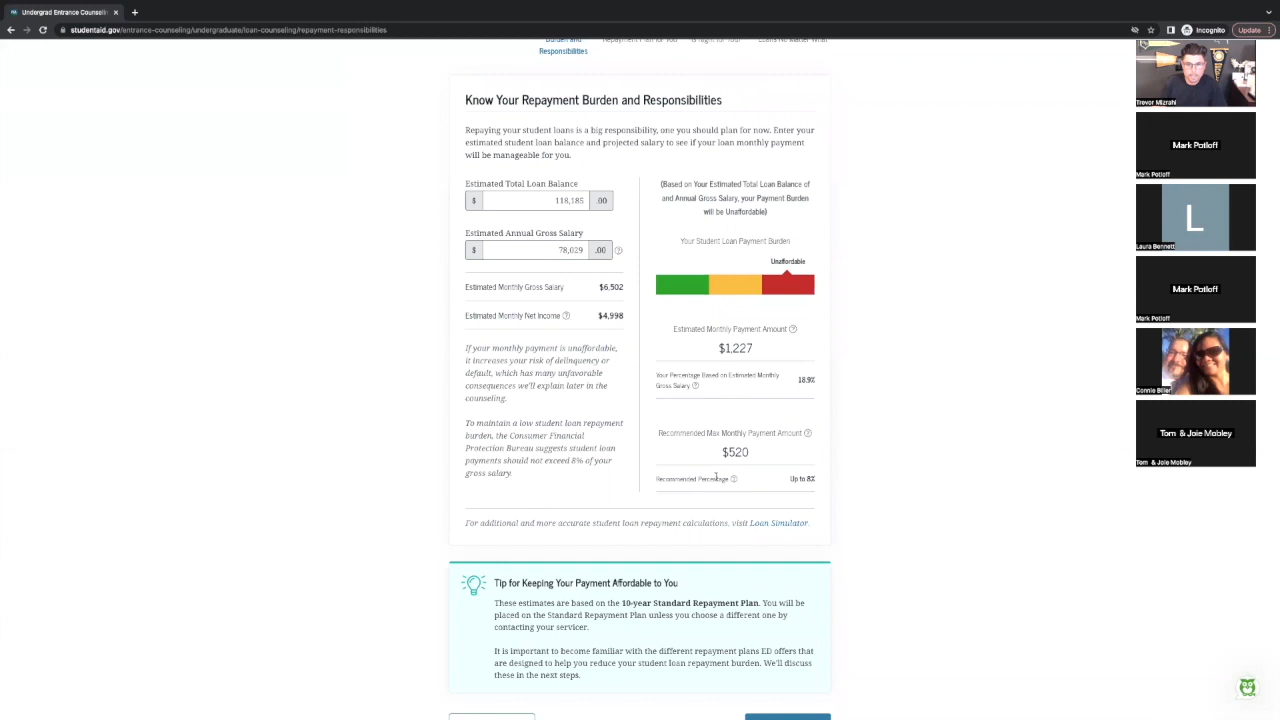 Undergrad Entrance Counselin
studentaid.gov/entrance-counseling/undergraduate/loan-counseling/repayment-responsibilities
Incognito
Update
Responsibilities
Know Your Repayment Burden and Responsibilities
Repaying your student loans is a big responsibility, one you should plan for now. Enter your
estimated student loan balance and projected salary to see if your loan monthly payment
will be manageable for you.
Estimated Total Loan Balance
$ 118,185 .00
Estimated Annual Gross Salary
$ 78,029 .00 ?
Estimated Monthly Gross Salary $6,502
Estimated Monthly Net Income ? $4,998
If your monthly payment is unaffordable,
it increases your risk of delinquency or
default, which has many unfavorable
consequences we'll explain later in the
counseling.
To maintain a low student loan repayment
burden, the Consumer Financial
Protection Bureau suggests student loan
payments should not exceed 8% of your
gross salary.
(Based on Your Estimated Total Loan Balance of
and Annual Gross Salary, your Payment Burden
will be Unaffordable)
Your Student Loan Payment Burden
Unaffordable
Estimated Monthly Payment Amount ?
$1,227
Your Percentage Based on Estimated Monthly
Gross Salary ? 18.9%
Recommended Max Monthly Payment Amount ?
$520
Recommended Percentage ? Up to 8%
For additional and more accurate student loan repayment calculations, visit Loan Simulator.
Tip for Keeping Your Payment Affordable to You
These estimates are based on the 10-year Standard Repayment Plan. You will be
placed on the Standard Repayment Plan unless you choose a different one by
contacting your servicer.
It is important to become familiar with the different repayment plans ED offers that
are designed to help you reduce your student loan repayment burden. We'll discuss
these in the next steps.
Trevor Mizrahi
Mark Potloff
Mark Potloff
L
Laura Bennett
Mark Potloff
Mark Potloff
Connie Biller
Tom & Joie Mobley
Tom & Joie Mobley